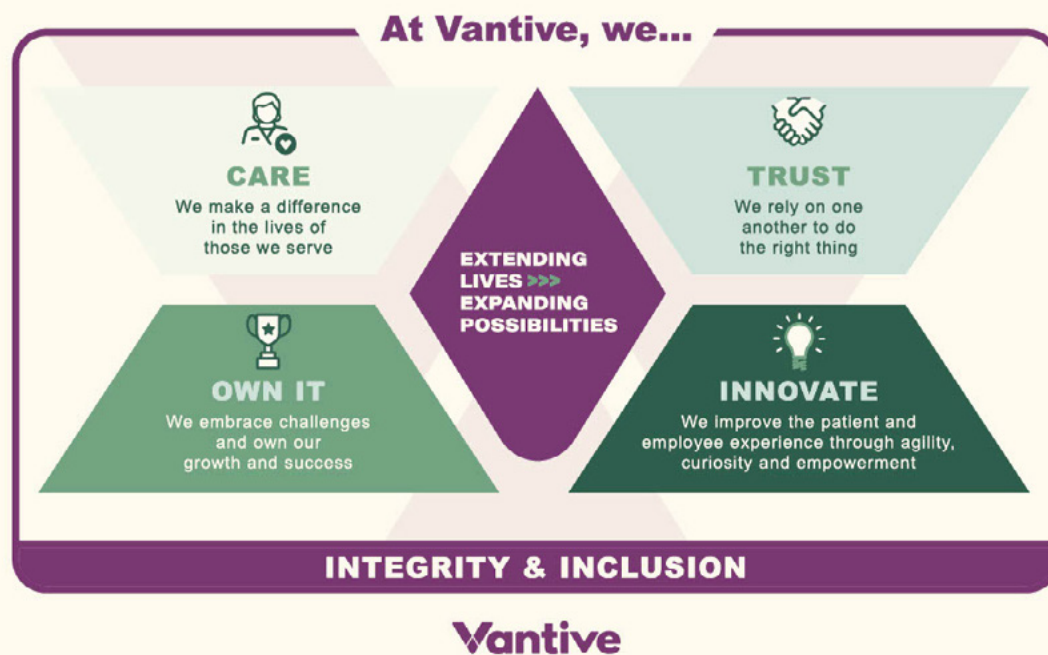 At Vantive, we...
CARE
We make a difference
in the lives of
those we serve
TRUST
We rely on one
another to do
the right thing
EXTENDING
LIVES >>>
EXPANDING
POSSIBILITIES
OWN IT
We embrace challenges
and own our
growth and success
INNOVATE
We improve the patient and
employee experience through agility,
curiosity and empowerment
INTEGRITY & INCLUSION
Vantive